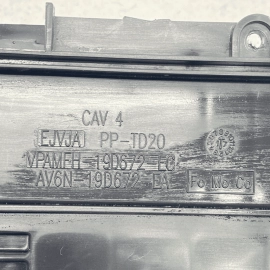 CAV 4
EJVJA PP-TD20
VPAMEH-19D672-EC
AV6N-19D672-EA FoMoCo